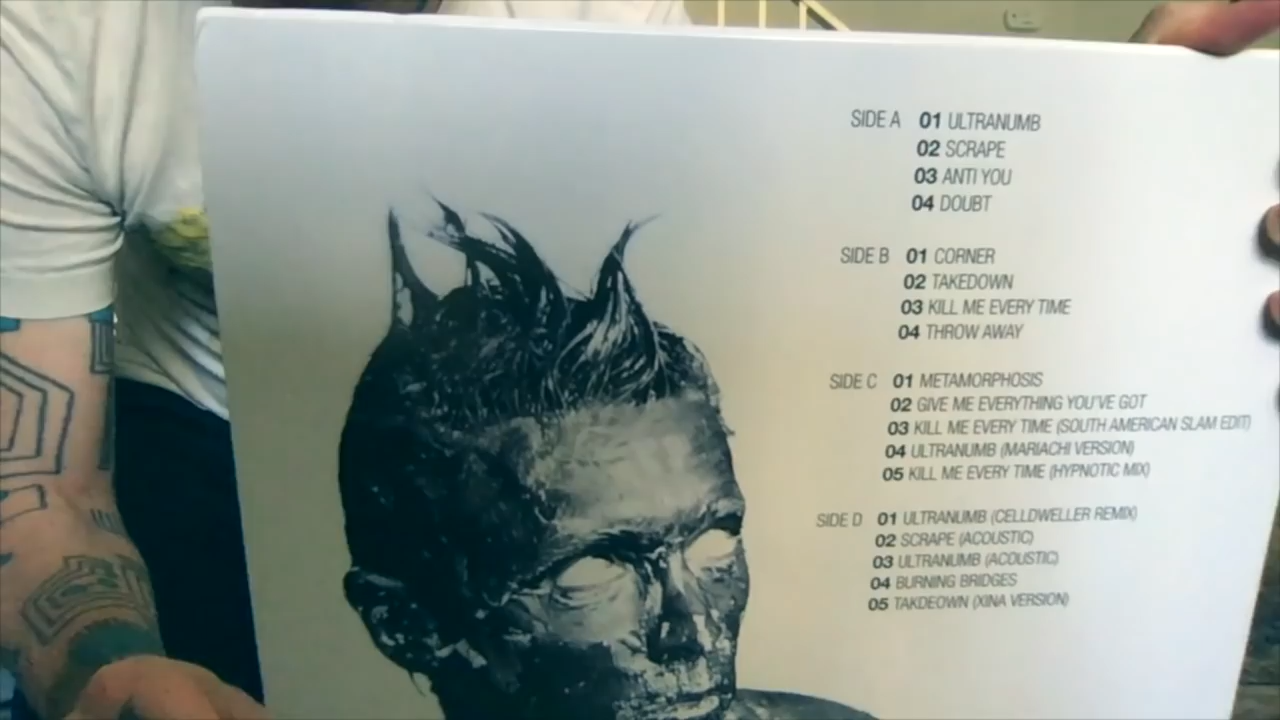 SIDE A 01 ULTRANUMB
02 SCRAPE
03 ANTI YOU
04 DOUBT
SIDE B 01 CORNER
02 TAKEDOWN
03 KILL ME EVERY TIME
04 THROW AWAY
SIDE C 01 METAMORPHOSIS
02 GIVE ME EVERYTHING YOU'VE GOT
03 KILL ME EVERY TIME (SOUTH AMERICAN SLAM EDIT)
04 ULTRANUMB (MARIACHI VERSION)
05 KILL ME EVERY TIME (HYPNOTIC MIX)
SIDE D 01 ULTRANUMB (CELLDWELLER REMIX)
02 SCRAPE (ACOUSTIC)
03 ULTRANUMB (ACOUSTIC)
04 BURNING BRIDGES
05 TAKDEOWN (XINA VERSION)